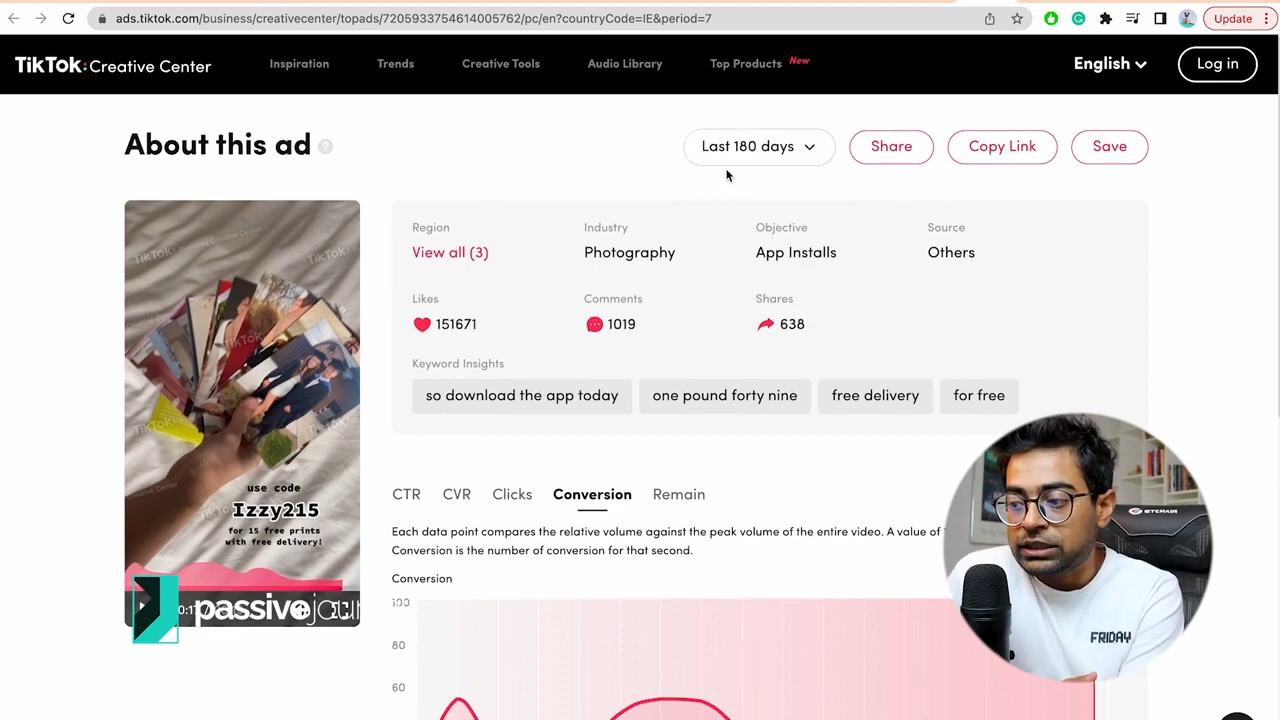 ads.tiktok.com/business/creativecenter/topads/7205933754614005762/pc/en?countryCode=IE&period=7
Update
TikTok: Creative Center
Inspiration
Trends
Creative Tools
Audio Library
Top Products New
English
Log in
About this ad ?
Last 180 days
Share
Copy Link
Save
Region
Industry
Objective
Source
View all (3)
Photography
App Installs
Others
Likes
Comments
Shares
151671
1019
638
Keyword Insights
so download the app today
one pound forty nine
free delivery
for free
use code
Izzy215
for 15 free prints
with free delivery!
passivejour
CTR
CVR
Clicks
Conversion
Remain
Each data point compares the relative volume against the peak volume of the entire video. A value of
Conversion is the number of conversion for that second.
Conversion
100
80
60
GTCHAIR
FRIDAY